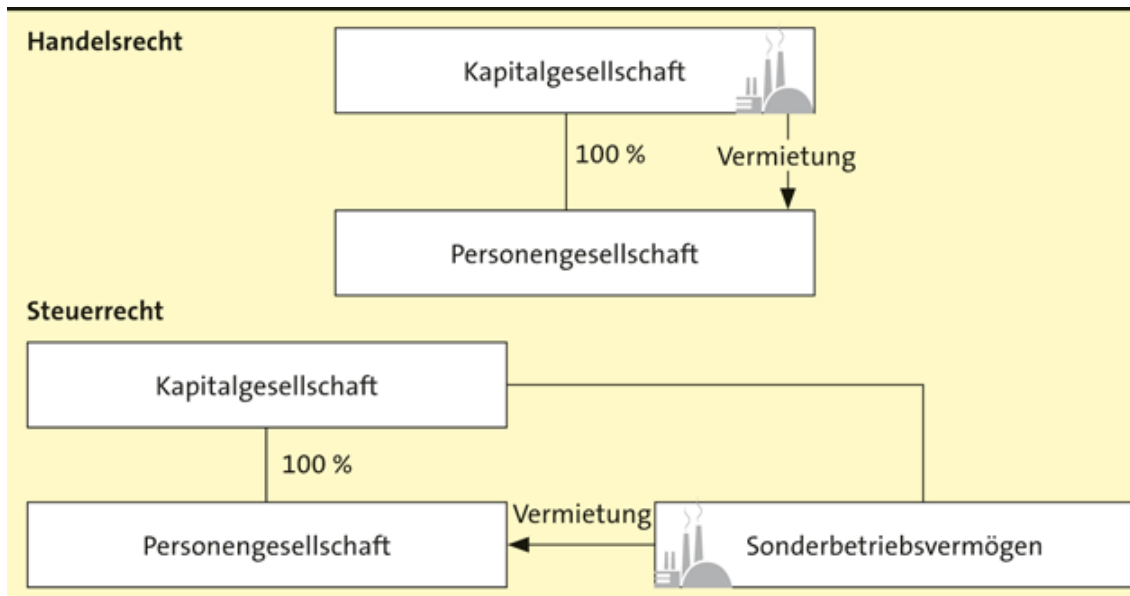 Handelsrecht
Kapitalgesellschaft
100 %
Vermietung
Personengesellschaft
Steuerrecht
Kapitalgesellschaft
100 %
Vermietung
Personengesellschaft
Sonderbetriebsvermögen